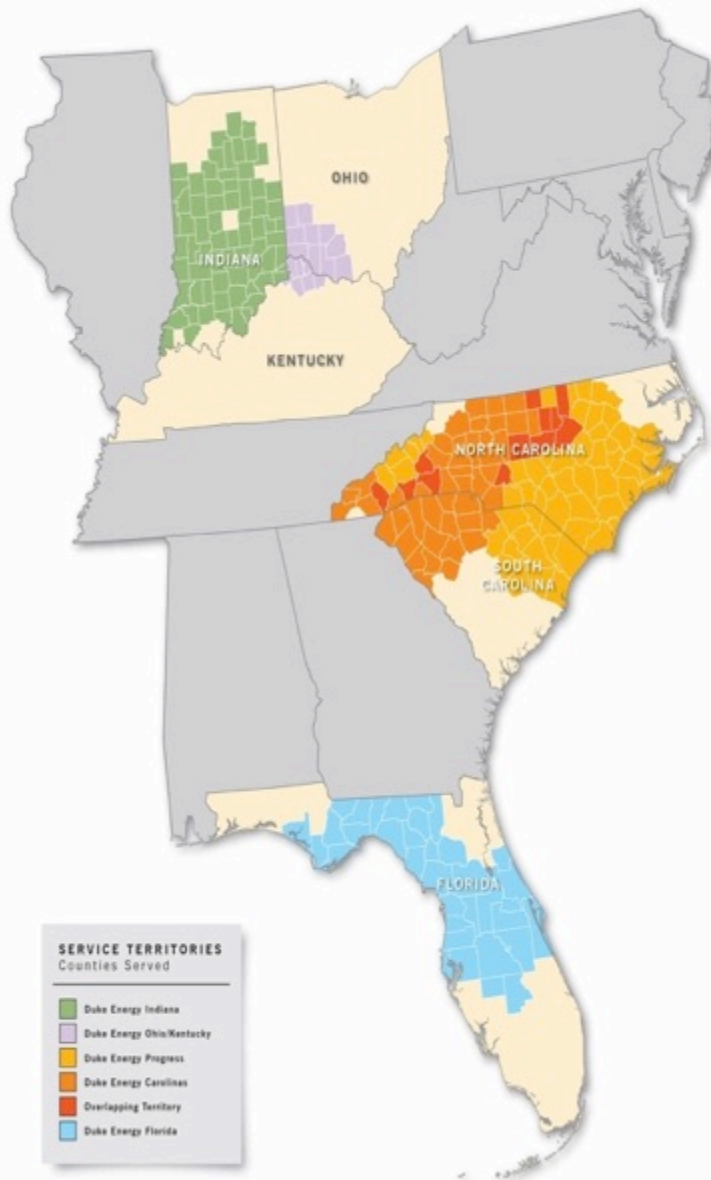 OHIO
INDIANA
KENTUCKY
NORTH CAROLINA
SOUTH
CAROLINA
FLORIDA
SERVICE TERRITORIES
Counties Served
Duke Energy Indiana
Duke Energy Ohio/Kentucky
Duke Energy Progress
Duke Energy Carolinas
Overlapping Territory
Duke Energy Florida